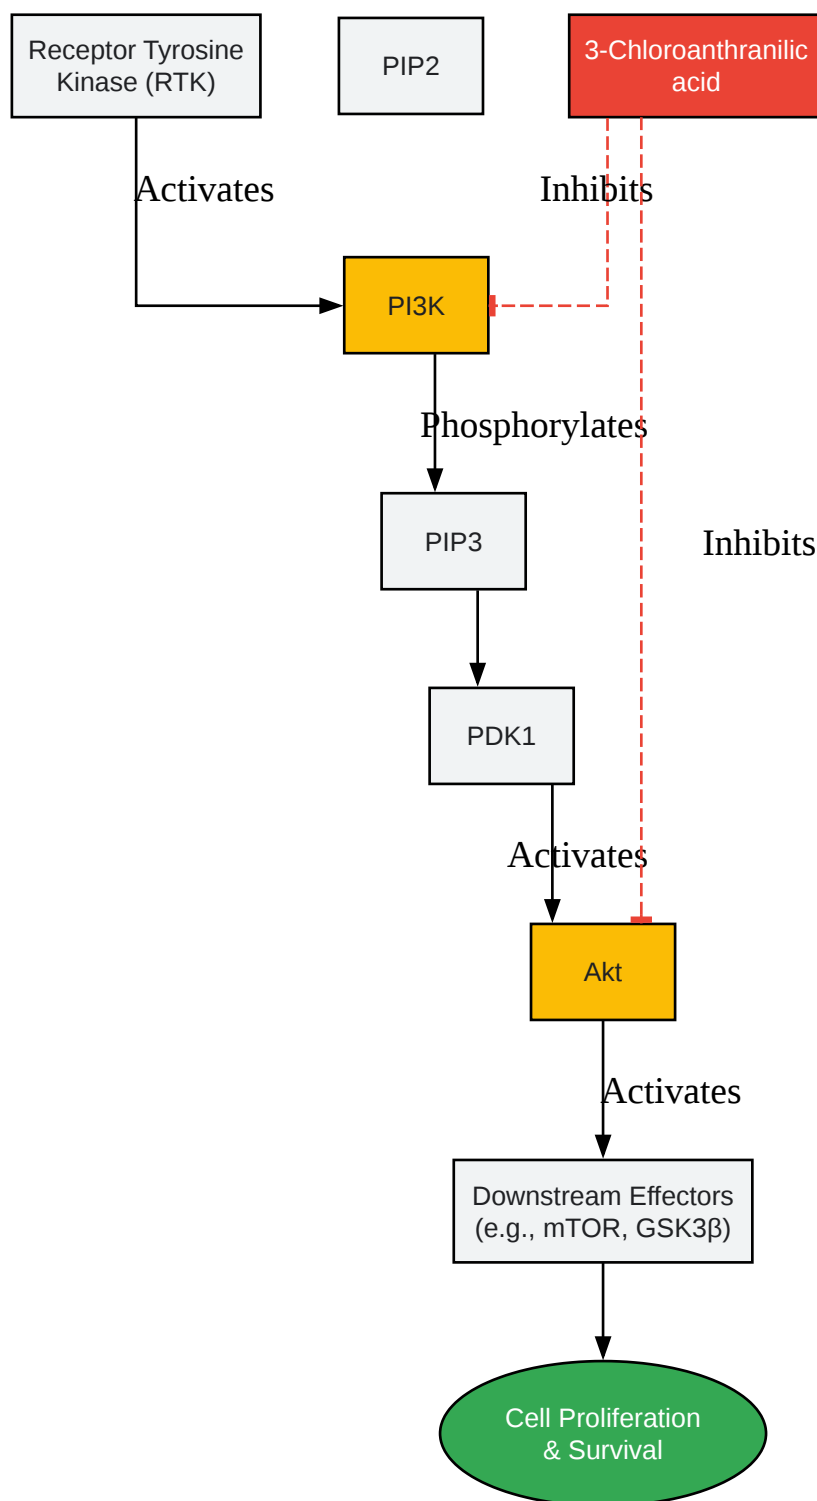 Receptor Tyrosine
Kinase (RTK)
PIP2
3-Chloroanthranilic
acid
Activates
Inhibits
PI3K
Phosphorylates
PIP3
Inhibits
PDK1
Activates
Akt
Activates
Downstream Effectors
(e.g., mTOR, GSK3β)
Cell Proliferation
& Survival